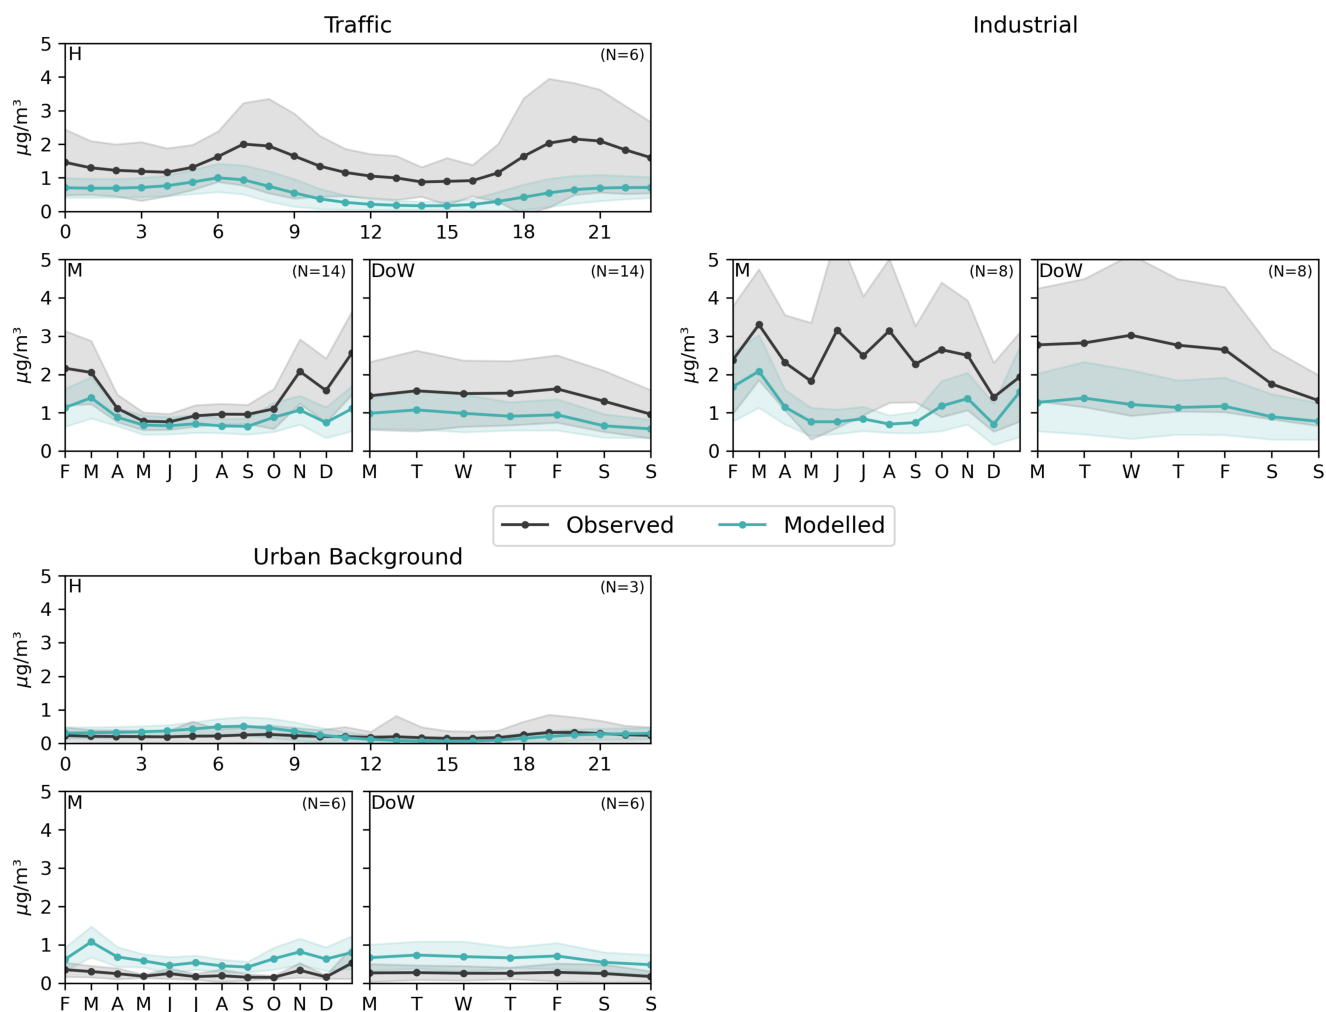 Traffic
Industrial
H (N=6)
µg/m³
5
4
3
2
1
0
0 3 6 9 12 15 18 21
M (N=14)
DoW (N=14)
µg/m³
5
4
3
2
1
0
F M A M J J A S O N D
M T W T F S S
M (N=8)
DoW (N=8)
µg/m³
5
4
3
2
1
0
F M A M J J A S O N D
M T W T F S S
Observed Modelled
Urban Background
H (N=3)
µg/m³
5
4
3
2
1
0
0 3 6 9 12 15 18 21
M (N=6)
DoW (N=6)
µg/m³
5
4
3
2
1
0
F M A M J J A S O N D
M T W T F S S